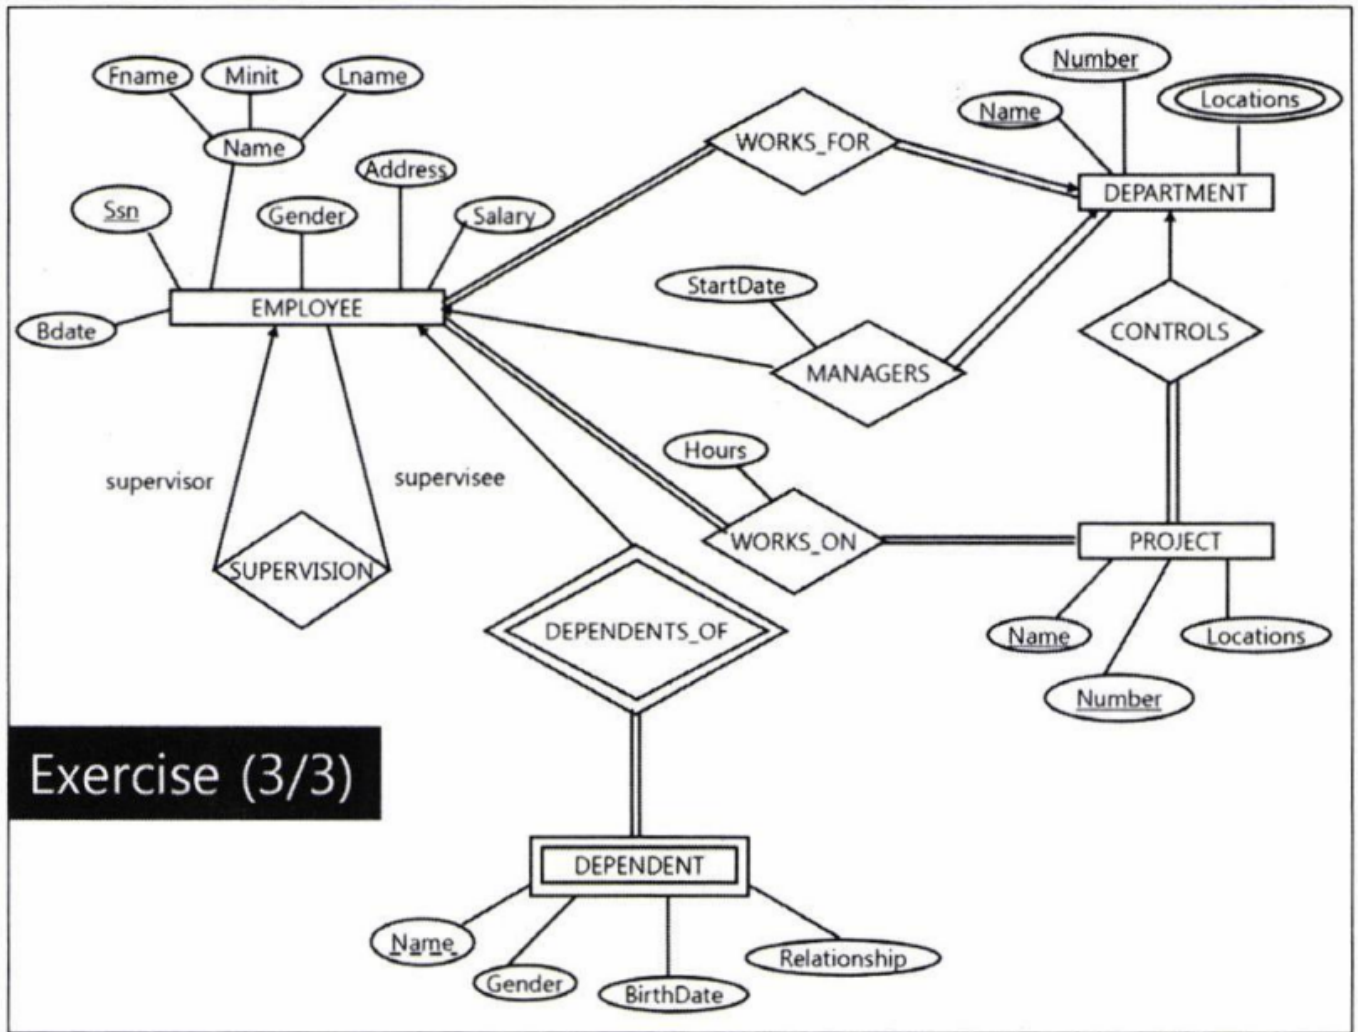 Number
Fname Minit Lname
Locations
Name
Name
WORKS_FOR
Address
DEPARTMENT
Ssn
Gender
Salary
StartDate
EMPLOYEE
Bdate
CONTROLS
MANAGERS
Hours
supervisor
supervisee
WORKS_ON
PROJECT
SUPERVISION
DEPENDENTS_OF
Name
Locations
Number
Exercise (3/3)
DEPENDENT
Name
Relationship
Gender
BirthDate